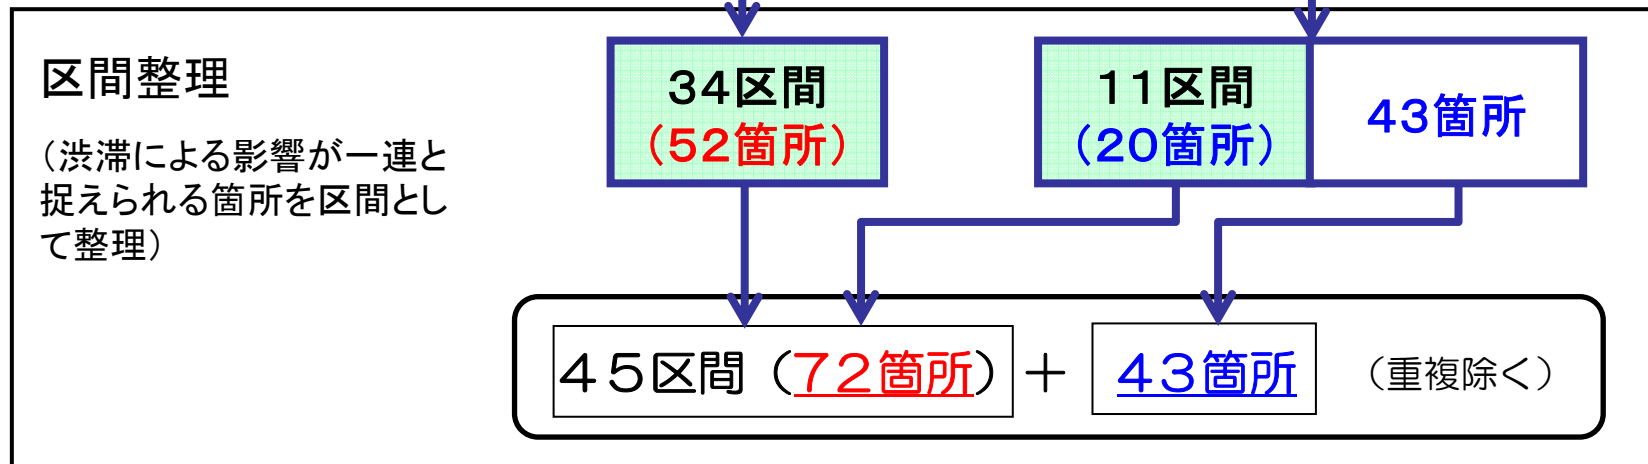 区間整理
（渋滞による影響が一連と
捉えられる箇所を区間とし
て整理）
34区間
（52箇所）
11区間
（20箇所）
43箇所
４５区間（７２箇所）＋ ４３箇所 （重複除く）